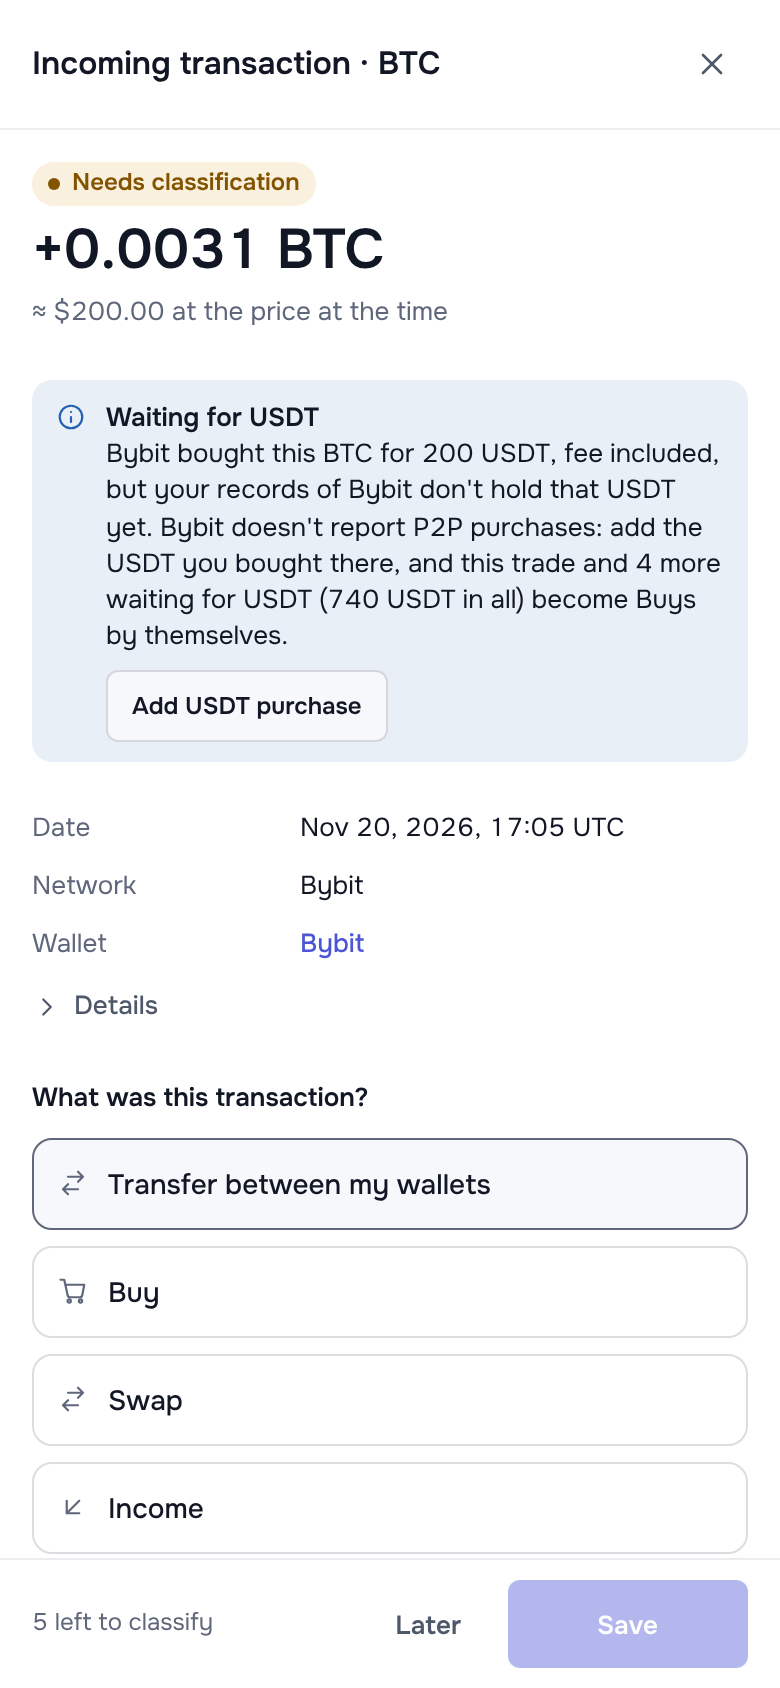 Incoming transaction · BTC
Needs classification
+0.0031 BTC
≈ $200.00 at the price at the time
Waiting for USDT
Bybit bought this BTC for 200 USDT, fee included,
but your records of Bybit don't hold that USDT
yet. Bybit doesn't report P2P purchases: add the
USDT you bought there, and this trade and 4 more
waiting for USDT (740 USDT in all) become Buys
by themselves.
Add USDT purchase
Date Nov 20, 2026, 17:05 UTC
Network Bybit
Wallet Bybit
Details
What was this transaction?
Transfer between my wallets
Buy
Swap
Income
5 left to classify Later Save